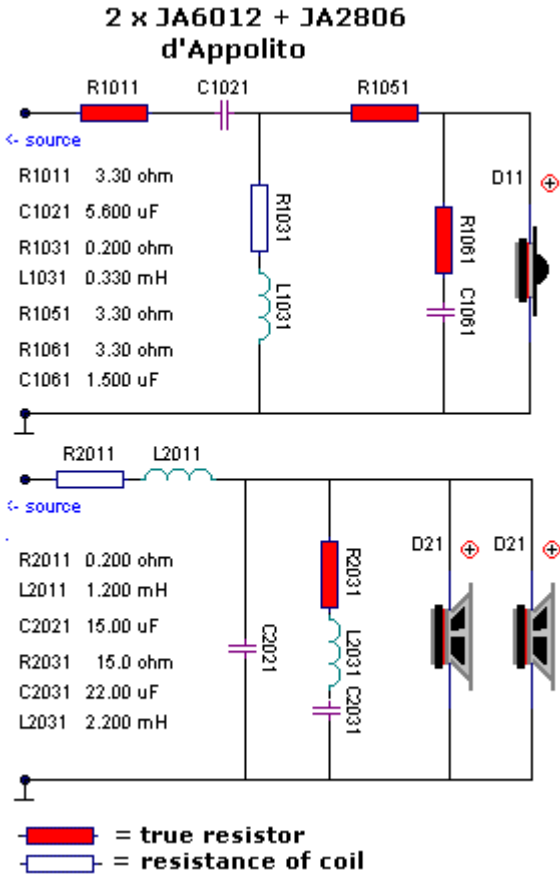 2 x JA6012 + JA2806
d'Appolito
R1011 C1021 R1051
<- source
R1011 3.30 ohm
C1021 5.600 uF
R1031 0.200 ohm
L1031 0.330 mH
R1051 3.30 ohm
R1061 3.30 ohm
C1061 1.500 uF
R1031
L1031
R1061
C1061
D11 +
R2011 L2011
<- source
R2011 0.200 ohm
L2011 1.200 mH
C2021 15.00 uF
R2031 15.0 ohm
C2031 22.00 uF
L2031 2.200 mH
C2021
R2031
L2031
C2031
D21 + D21 +
= true resistor
= resistance of coil